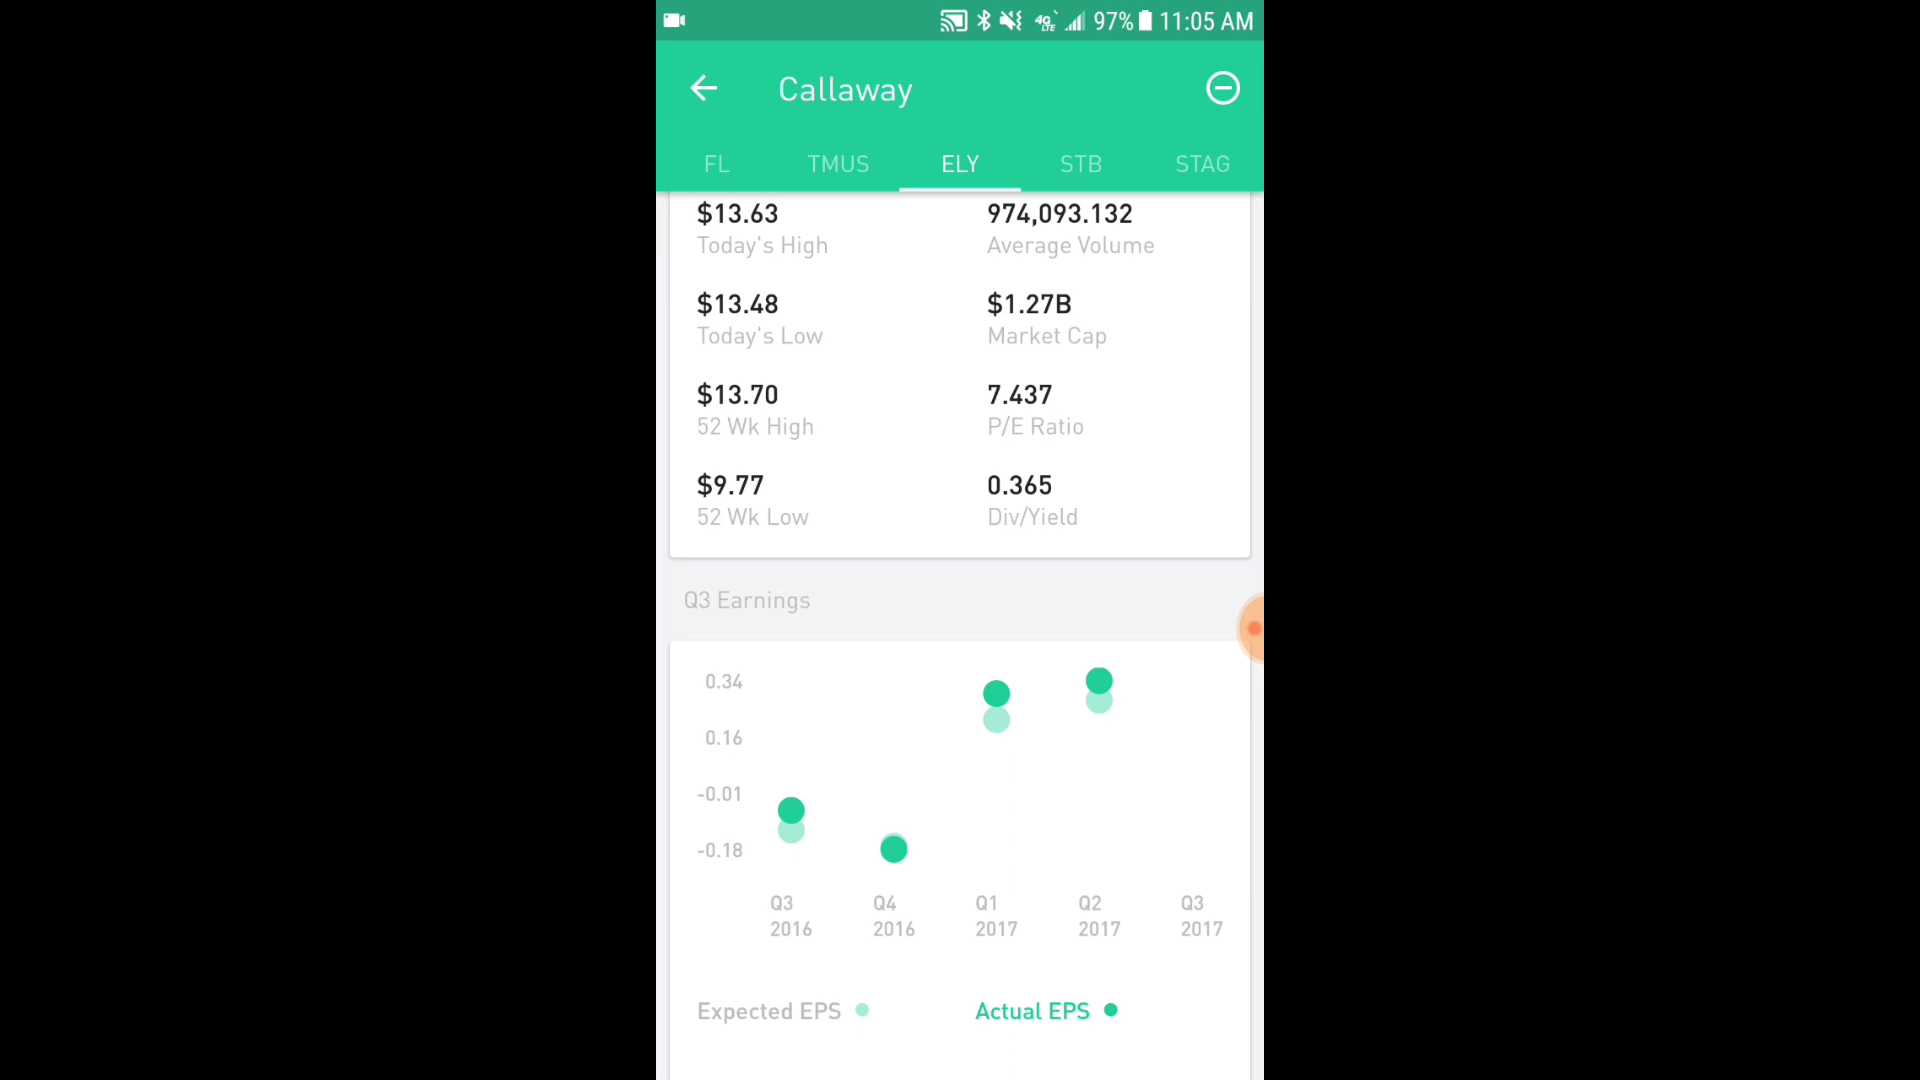 4G LTE 97% 11:05 AM
Callaway
FL TMUS ELY STB STAG
$13.63 974,093.132
Today's High Average Volume
$13.48 $1.27B
Today's Low Market Cap
$13.70 7.437
52 Wk High P/E Ratio
$9.77 0.365
52 Wk Low Div/Yield
Q3 Earnings
0.34
0.16
-0.01
-0.18
Q3 Q4 Q1 Q2 Q3
2016 2016 2017 2017 2017
Expected EPS Actual EPS